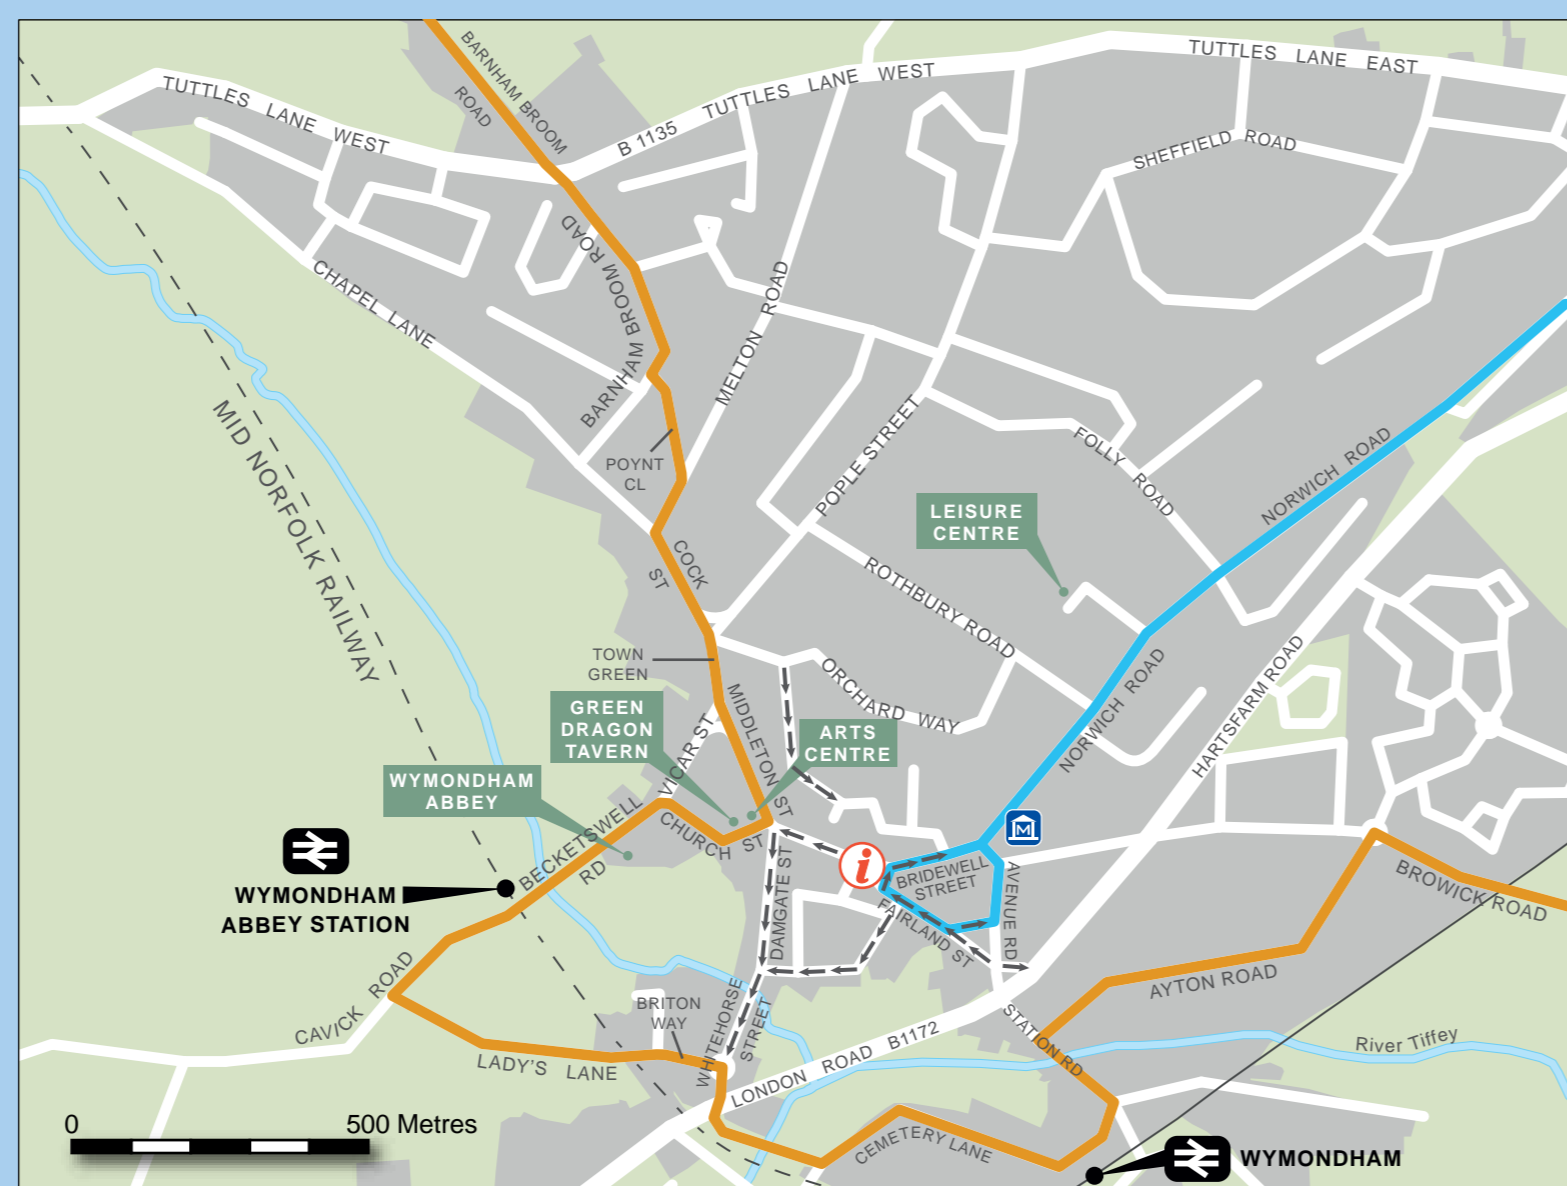 BARNHAM BROOM
ROAD
TUTTLES LANE WEST
B 1135
TUTTLES LANE WEST
TUTTLES LANE EAST
SHEFFIELD ROAD
BARNHAM BROOM ROAD
CHAPEL LANE
MELTON ROAD
MID NORFOLK RAILWAY
POYNT
CL
POPLE STREET
FOLLY ROAD
NORWICH ROAD
LEISURE
CENTRE
COCK
ST
ROTHBURY ROAD
TOWN
GREEN
ORCHARD WAY
NORWICH ROAD
HARTSFARM ROAD
GREEN
DRAGON
TAVERN
VICAR ST
MIDDLETON ST
ARTS
CENTRE
WYMONDHAM
ABBEY
BECKETSWELL
RD
CHURCH ST
M
i
BRIDEWELL
STREET
AVENUE RD
FAIRLAND ST
DAMGATE ST
BROWICK ROAD
WYMONDHAM
ABBEY STATION
CAVICK ROAD
AYTON ROAD
BRITON
WAY
WHITEHORSE
STREET
STATION RD
LONDON ROAD B1172
River Tiffey
LADY'S LANE
CEMETERY LANE
0 500 Metres
WYMONDHAM